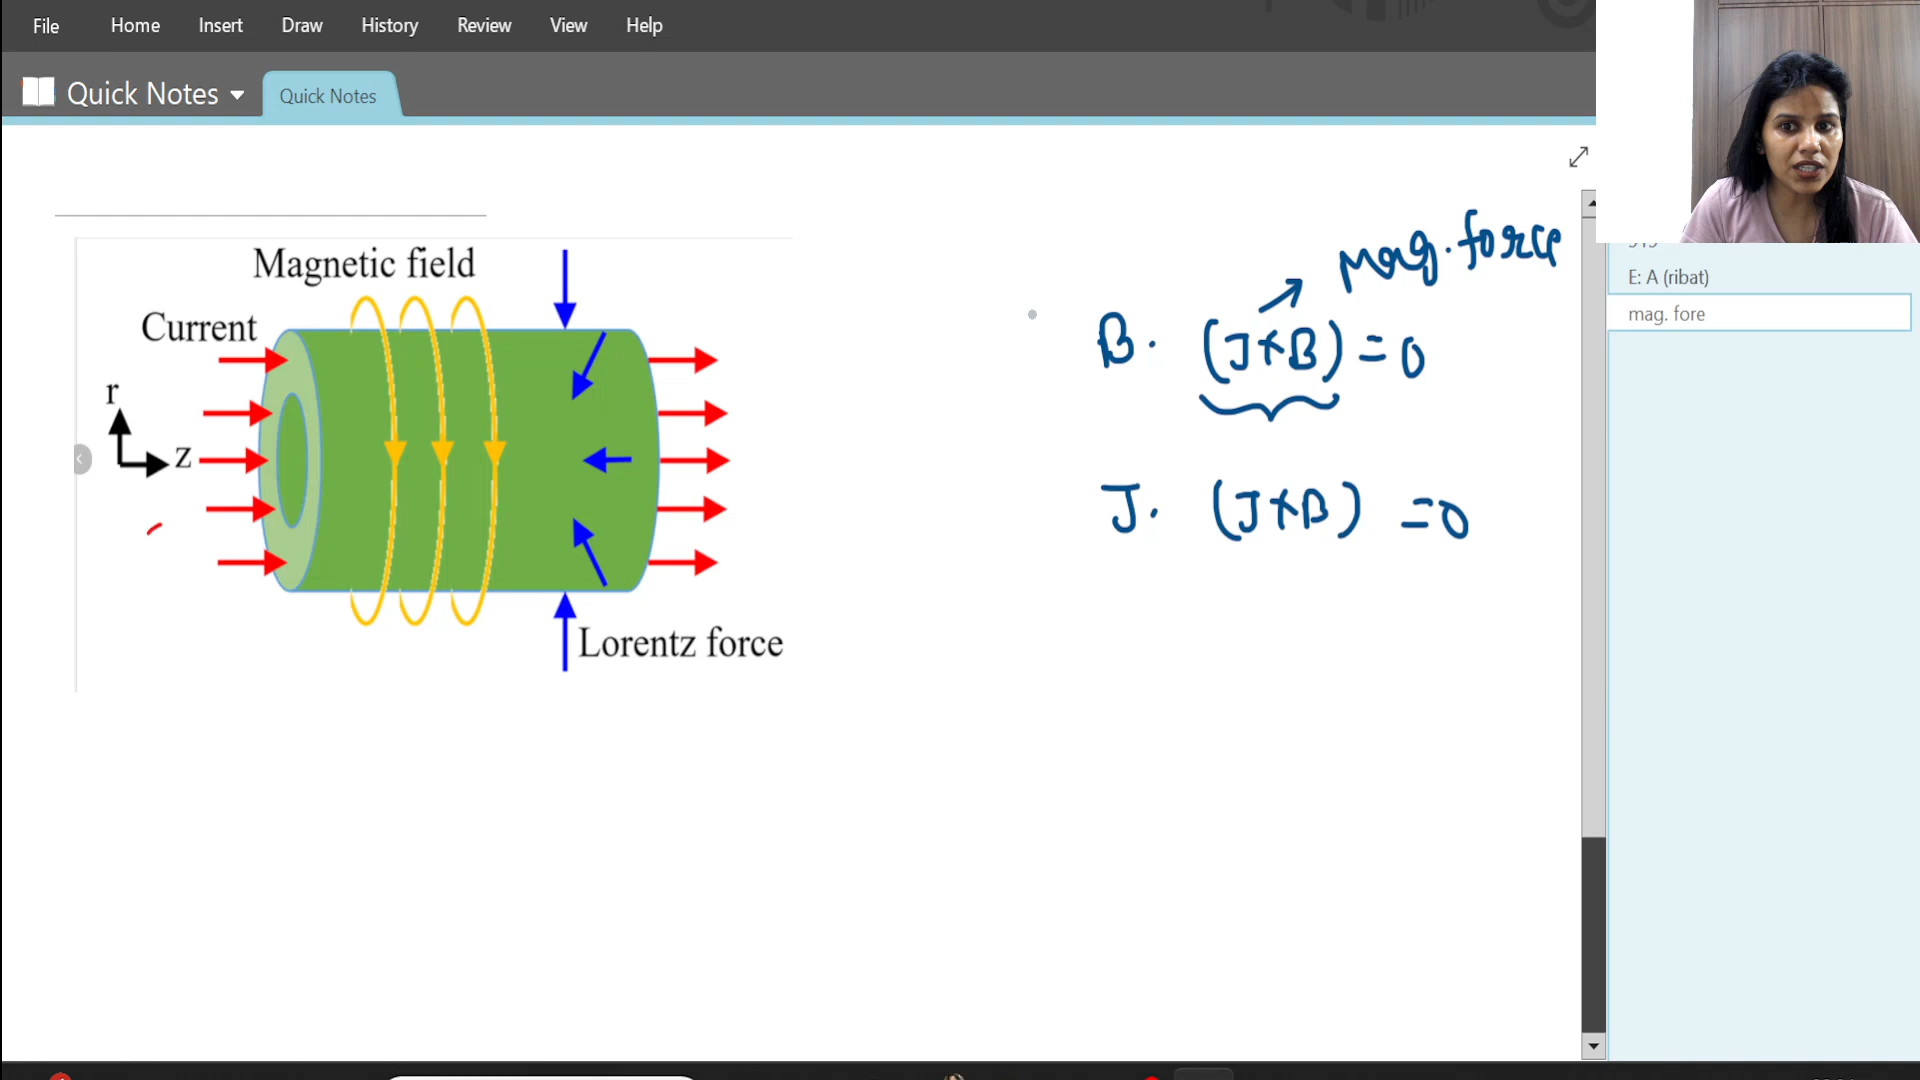 File Home Insert Draw History Review View Help
Quick Notes Quick Notes
Magnetic field
Current
r
z
Lorentz force
mag. force
B. (J×B) = 0
J. (J×B) = 0
E: A (ribat)
mag. fore